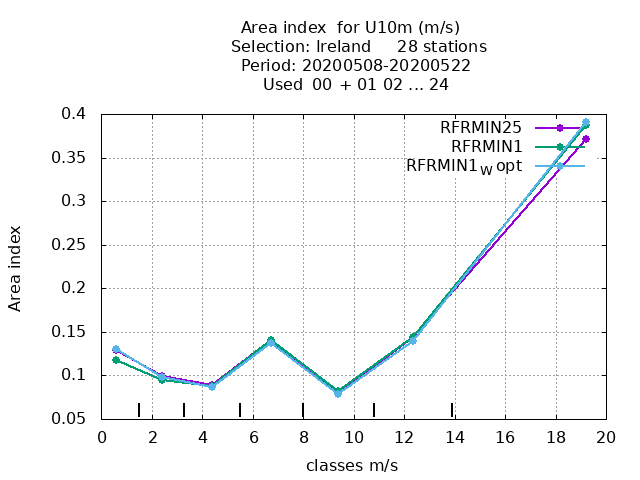 Area index  for U10m (m/s)
Selection: Ireland     28 stations
Period: 20200508-20200522
Used  00 + 01 02 ... 24
RFRMIN25
RFRMIN1
RFRMIN1W opt
0.4
0.35
0.3
0.25
0.2
0.15
0.1
0.05
Area index
0 2 4 6 8 10 12 14 16 18 20
classes m/s